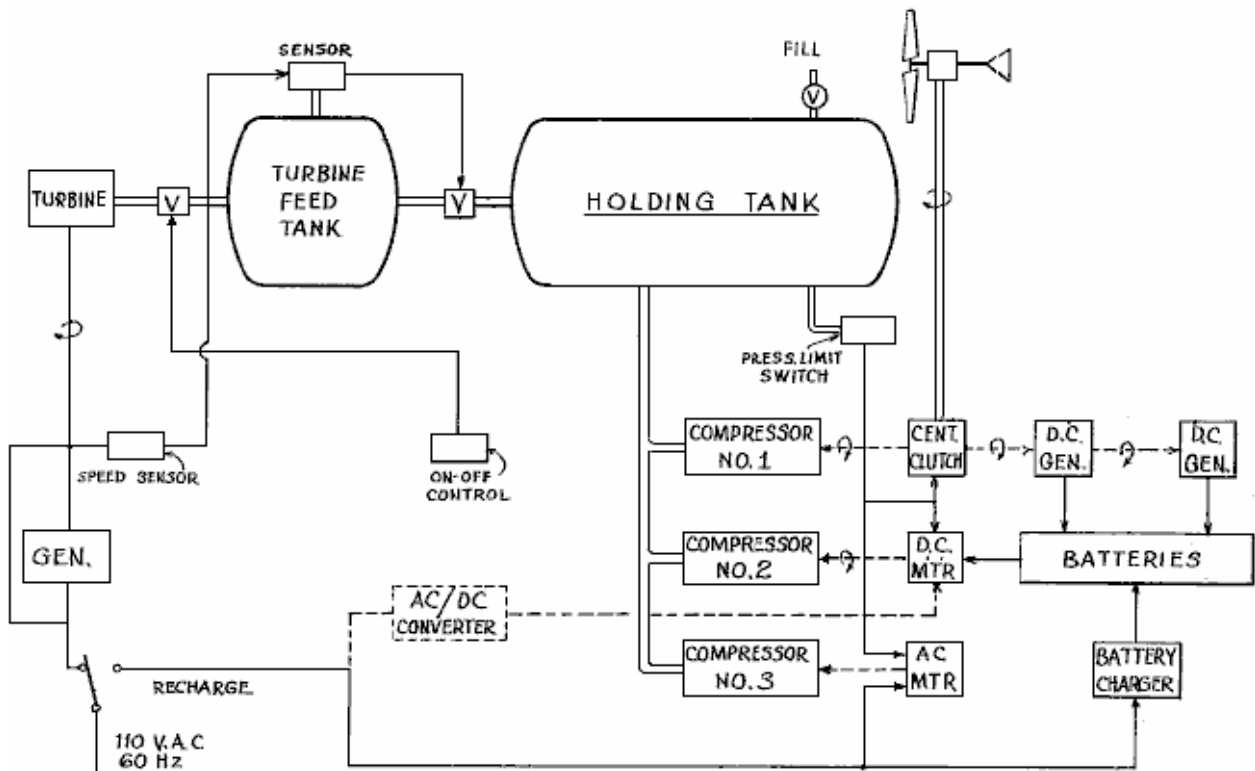 SENSOR
FILL
V
TURBINE
V
TURBINE
FEED
TANK
V
HOLDING TANK
PRESS. LIMIT
SWITCH
SPEED SENSOR
ON-OFF
CONTROL
COMPRESSOR
NO.1
CENT.
CLUTCH
D.C.
GEN.
D.C.
GEN.
GEN.
COMPRESSOR
NO.2
D.C.
MTR
BATTERIES
AC/DC
CONVERTER
COMPRESSOR
NO.3
AC
MTR
BATTERY
CHARGER
RECHARGE
110 V.A.C.
60 Hz